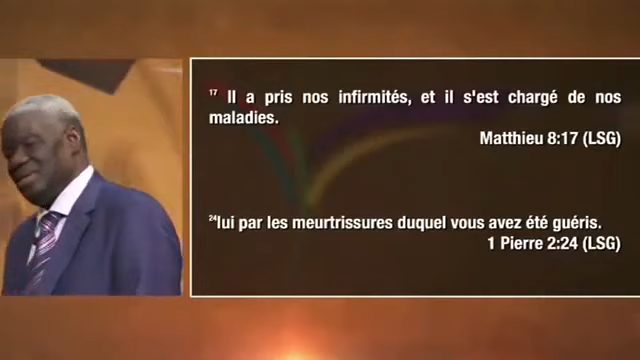 17 Il a pris nos infirmités, et il s'est chargé de nos
maladies.
Matthieu 8:17 (LSG)
24lui par les meurtrissures duquel vous avez été guéris.
1 Pierre 2:24 (LSG)